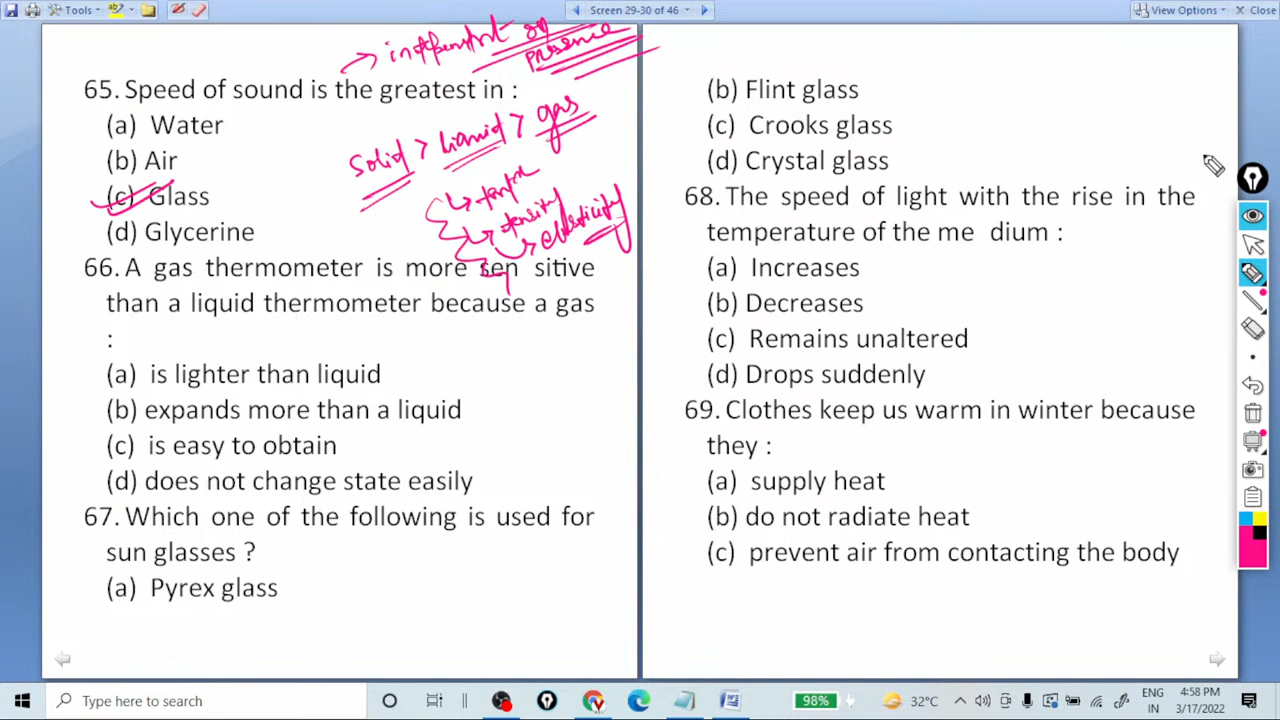 Tools
Screen 29-30 of 46
View Options
Close
→ independent of
presence
65. Speed of sound is the greatest in :
(a) Water
(b) Air
(c) Glass
(d) Glycerine
Solid > Liquid > gas
density
elasticity
66. A gas thermometer is more sen sitive
than a liquid thermometer because a gas
:
(a) is lighter than liquid
(b) expands more than a liquid
(c) is easy to obtain
(d) does not change state easily
67. Which one of the following is used for
sun glasses ?
(a) Pyrex glass
(b) Flint glass
(c) Crooks glass
(d) Crystal glass
68. The speed of light with the rise in the
temperature of the me dium :
(a) Increases
(b) Decreases
(c) Remains unaltered
(d) Drops suddenly
69. Clothes keep us warm in winter because
they :
(a) supply heat
(b) do not radiate heat
(c) prevent air from contacting the body
Type here to search
98%
32°C
ENG
IN
4:58 PM
3/17/2022